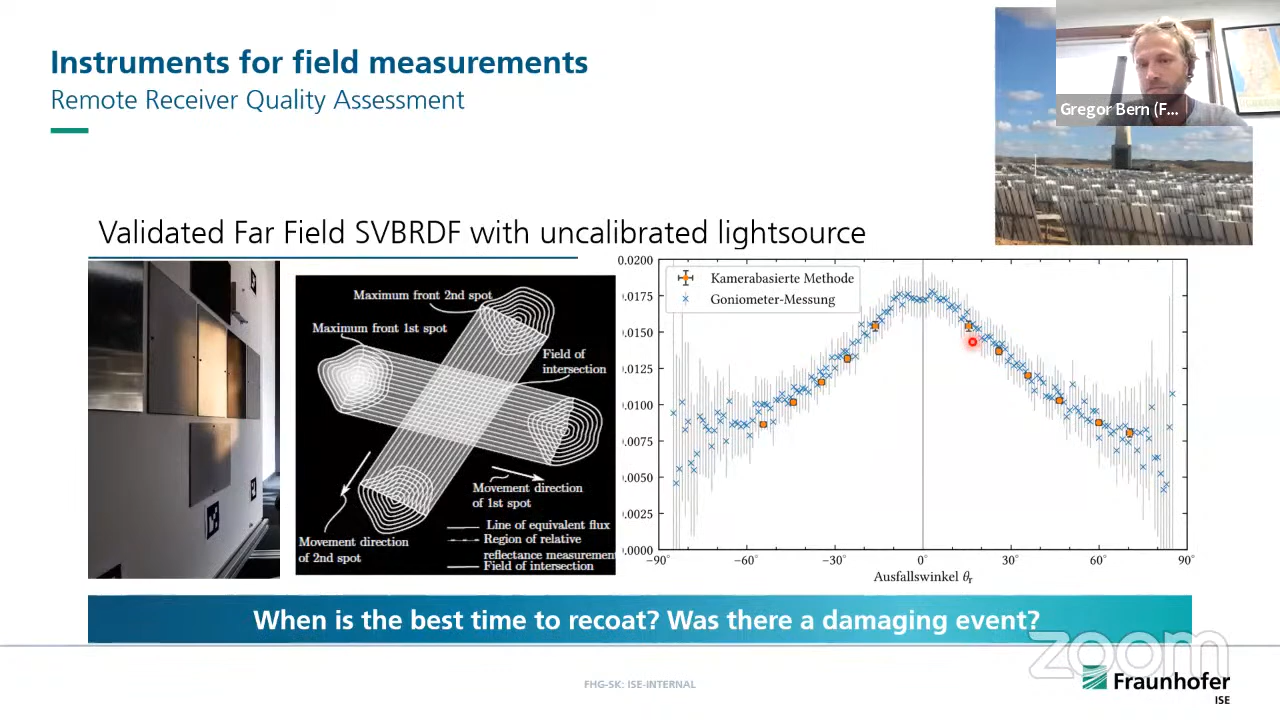 Instruments for field measurements
Remote Receiver Quality Assessment
Gregor Bern (F...
Validated Far Field SVBRDF with uncalibrated lightsource
Maximum front 2nd spot
Maximum front 1st spot
Field of
intersection
Movement direction
of 1st spot
Movement direction
of 2nd spot
Line of equivalent flux
Region of relative
reflectance measurement
Field of intersection
Kamerabasierte Methode
Goniometer-Messung
0.0200
0.0175
0.0150
0.0125
0.0100
0.0075
0.0050
0.0025
0.0000
−90° −60° −30° 0° 30° 60° 90°
Ausfallswinkel θr
When is the best time to recoat? Was there a damaging event?
zoom
FHG-SK: ISE-INTERNAL
Fraunhofer
ISE